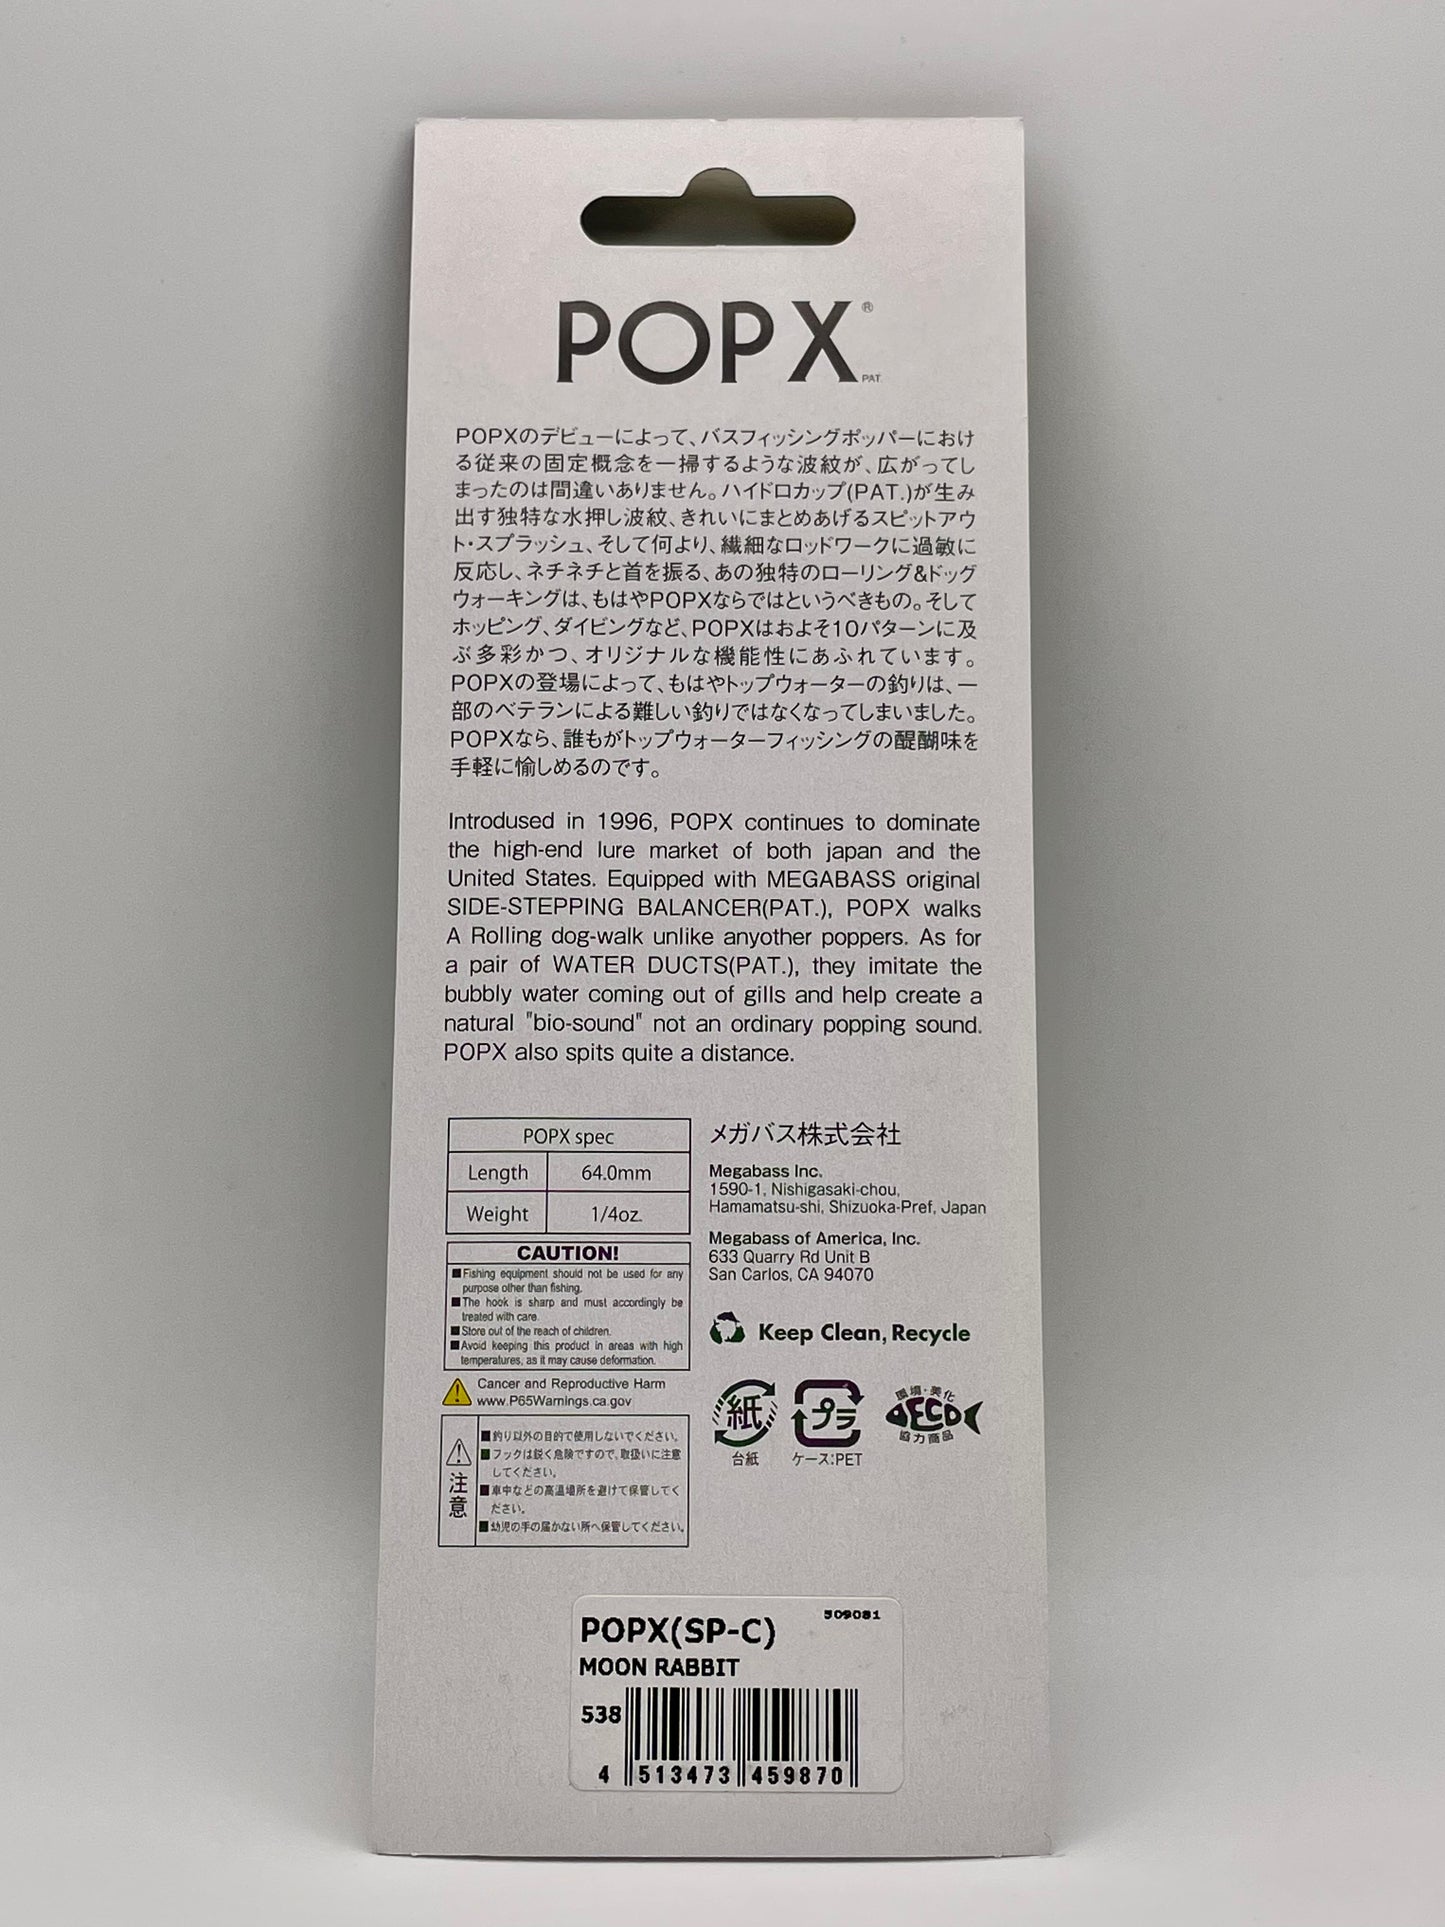 POPX®
PAT.
POPXのデビューによって、バスフィッシングポッパーにおけ
る従来の固定概念を一掃するような波紋が、広がってし
まったのは間違いありません。ハイドロカップ(PAT.)が生み
出す独特な水押し波紋、きれいにまとめあげるスピットアウ
ト・スプラッシュ、そして何より、繊細なロッドワークに過敏に
反応し、ネチネチと首を振る、あの独特のローリング&ドッグ
ウォーキングは、もはやPOPXならではというべきもの。そして
ホッピング、ダイビングなど、POPXはおよそ10パターンに及
ぶ多彩かつ、オリジナルな機能性にあふれています。
POPXの登場によって、もはやトップウォーターの釣りは、一
部のベテランによる難しい釣りではなくなってしまいました。
POPXなら、誰もがトップウォーターフィッシングの醍醐味を
手軽に愉しめるのです。
Introdused in 1996, POPX continues to dominate
the high-end lure market of both japan and the
United States. Equipped with MEGABASS original
SIDE-STEPPING BALANCER(PAT.), POPX walks
A Rolling dog-walk unlike anyother poppers. As for
a pair of WATER DUCTS(PAT.), they imitate the
bubbly water coming out of gills and help create a
natural "bio-sound" not an ordinary popping sound.
POPX also spits quite a distance.
POPX spec
Length 64.0mm
Weight 1/4oz.
CAUTION!
■Fishing equipment should not be used for any
purpose other than fishing.
■The hook is sharp and must accordingly be
treated with care.
■Store out of the reach of children.
■Avoid keeping this product in areas with high
temperatures, as it may cause deformation.
Cancer and Reproductive Harm
www.P65Warnings.ca.gov
注意
■釣り以外の目的で使用しないでください。
■フックは鋭く危険ですので、取扱いに注意
してください。
■車中などの高温場所を避けて保管してく
ださい。
■幼児の手の届かない所へ保管してください。
メガバス株式会社
Megabass Inc.
1590-1, Nishigasaki-chou,
Hamamatsu-shi, Shizuoka-Pref, Japan
Megabass of America, Inc.
633 Quarry Rd Unit B
San Carlos, CA 94070
Keep Clean, Recycle
紙
台紙
プラ
ケース:PET
環境・美化
ECO
協力商品
POPX(SP-C)
509081
MOON RABBIT
538
4 513473 459870